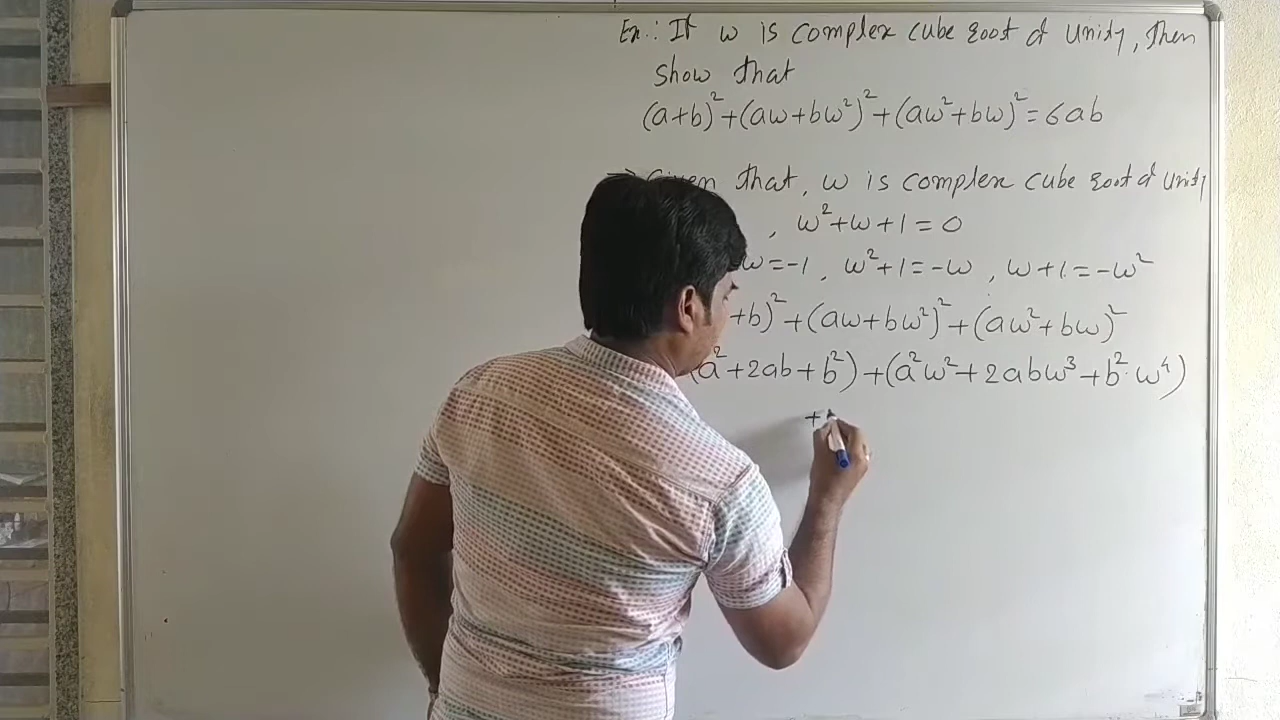 Ex.: If ω is complex cube root of unity, then
show that
(a+b)²+(aω+bω²)²+(aω²+bω)²=6ab
→ Given that, ω is complex cube root of unity
, ω²+ω+1=0
ω=-1, ω²+1=-ω, ω+1=-ω²
+b)²+(aω+bω²)²+(aω²+bω)²
(a²+2ab+b²)+(a²ω²+2abω³+b²·ω⁴)
+